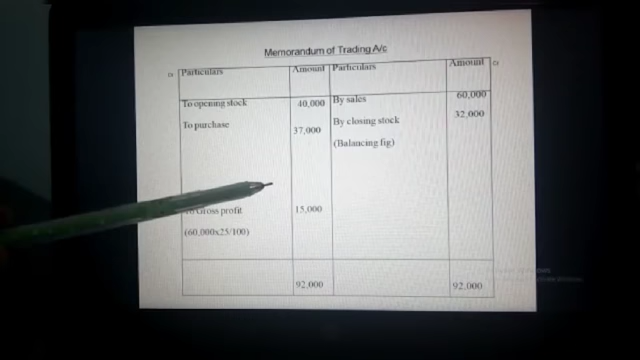 Memorandum of Trading A/c
Particulars Amount Particulars Amount
To opening stock 40,000 By sales 60,000
To purchase 37,000 By closing stock 32,000
(Balancing fig)
To Gross profit 15,000
(60,000x25/100)
92,000 92,000